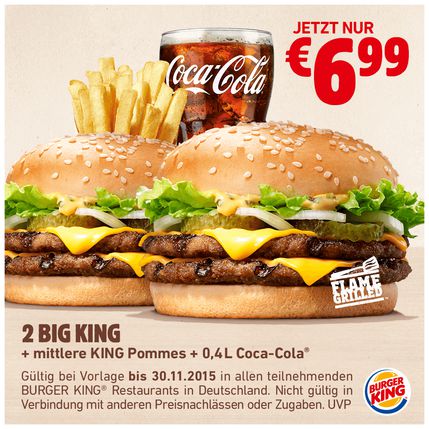 JETZT NUR
€6.99
Coca-Cola
FLAME
GRILLED
2 BIG KING
+ mittlere KING Pommes + 0,4L Coca-Cola®
Gültig bei Vorlage bis 30.11.2015 in allen teilnehmenden
BURGER KING® Restaurants in Deutschland. Nicht gültig in
Verbindung mit anderen Preisnachlässen oder Zugaben. UVP
BURGER
KING